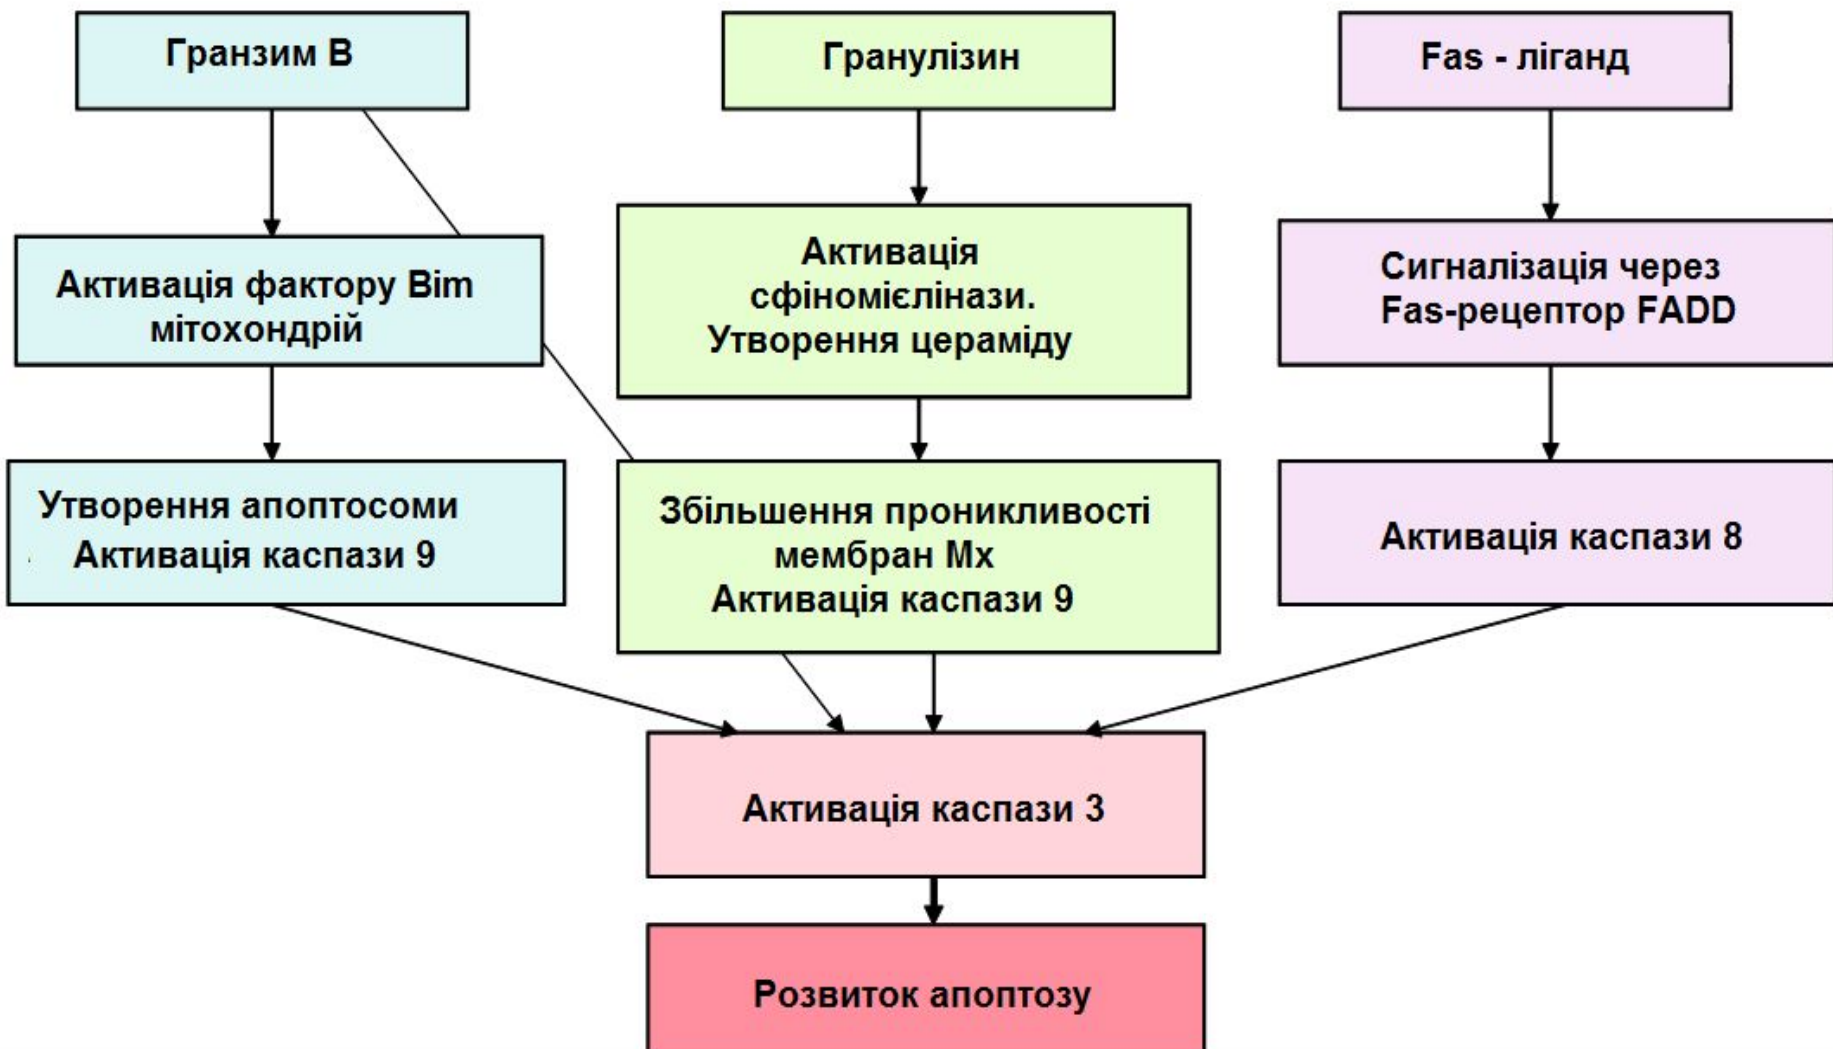 Гранзим В
Гранулізин
Fas - ліганд
Активація фактору Bim
мітохондрій
Активація
сфіномієлінази.
Утворення цераміду
Сигналізація через
Fas-рецептор FADD
Утворення апоптосоми
Активація каспази 9
Збільшення проникливості
мембран Мх
Активація каспази 9
Активація каспази 8
Активація каспази 3
Розвиток апоптозу